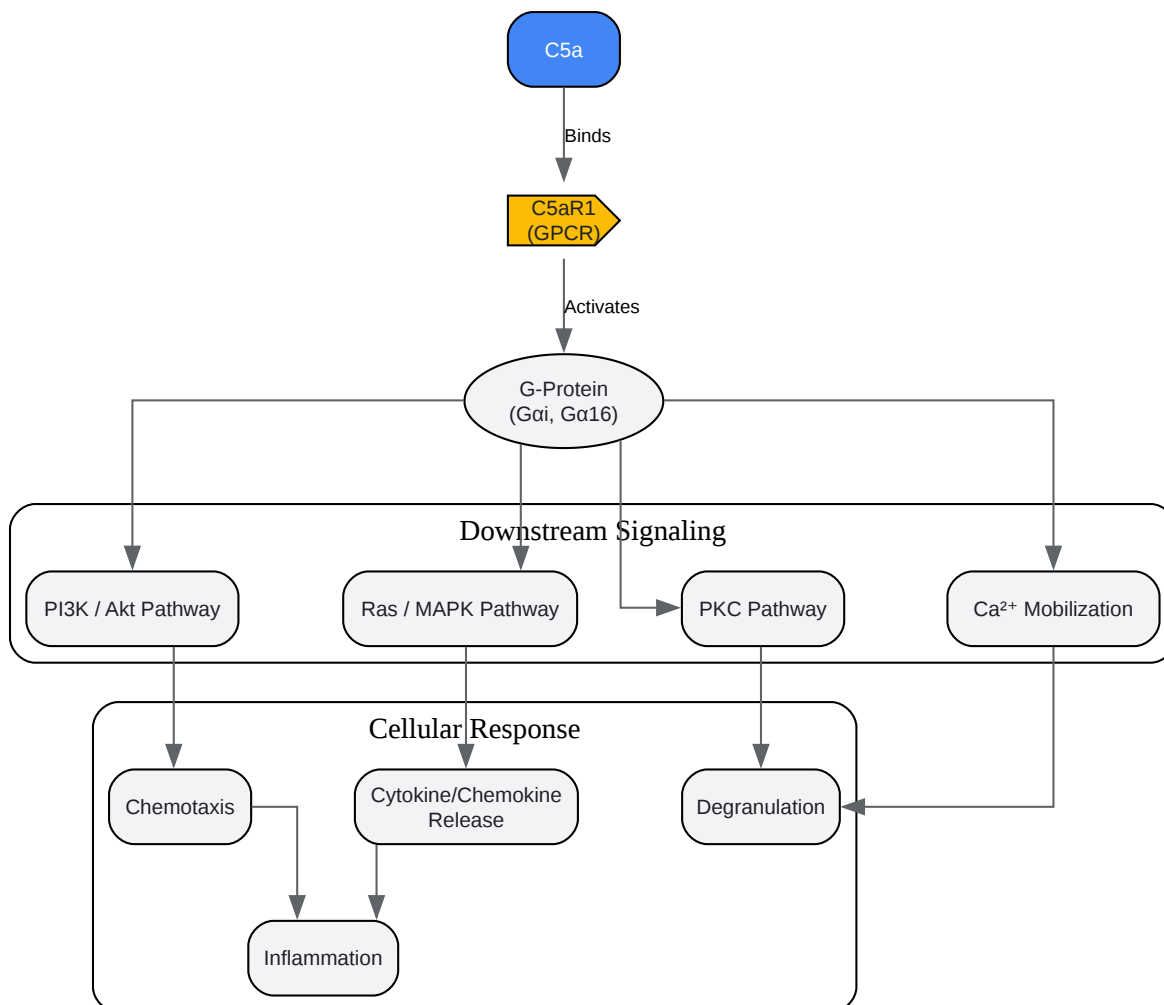 C5a
Binds
C5aR1
(GPCR)
Activates
G-Protein
(Gαi, Gα16)
Downstream Signaling
PI3K / Akt Pathway
Ras / MAPK Pathway
PKC Pathway
Ca²⁺ Mobilization
Cellular Response
Chemotaxis
Cytokine/Chemokine
Release
Degranulation
Inflammation